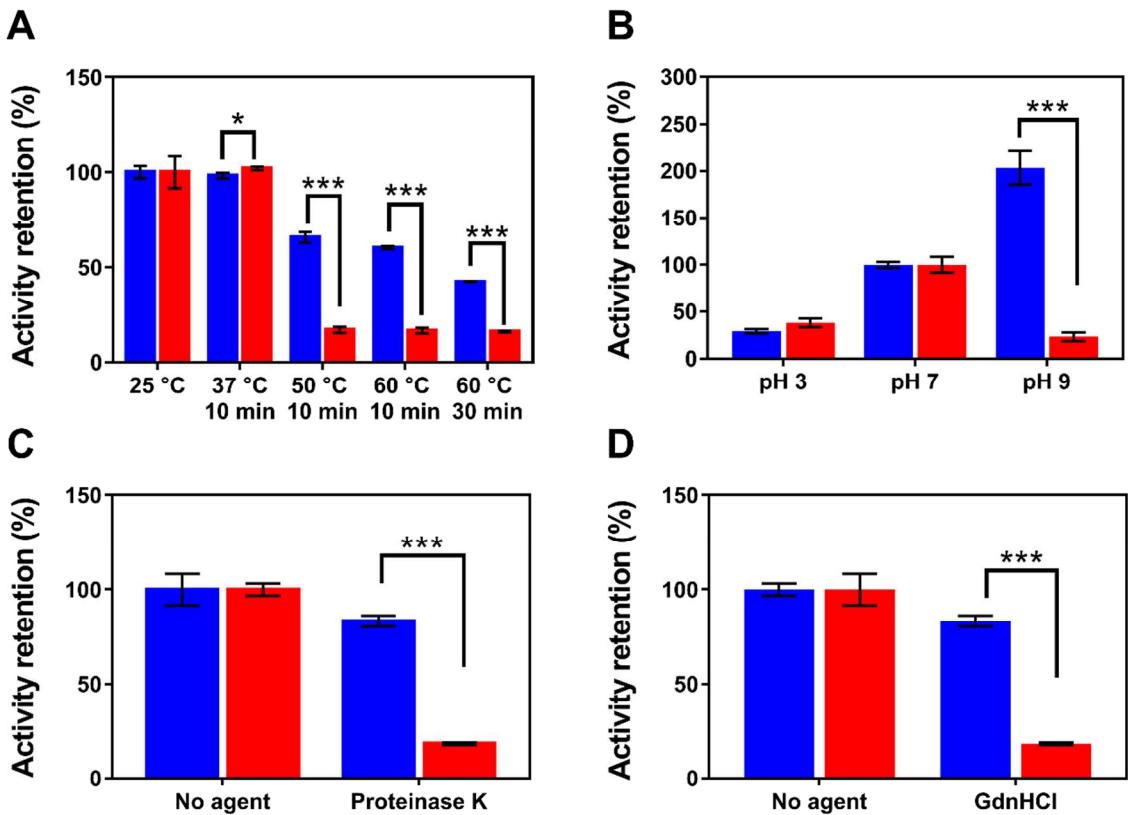 A
Activity retention (%)
150
100
50
0
*
***
***
***
25 °C 37 °C 50 °C 60 °C 60 °C
10 min 10 min 10 min 30 min
B
Activity retention (%)
300
250
200
150
100
50
0
***
pH 3 pH 7 pH 9
C
Activity retention (%)
150
100
50
0
***
No agent Proteinase K
D
Activity retention (%)
150
100
50
0
***
No agent GdnHCl